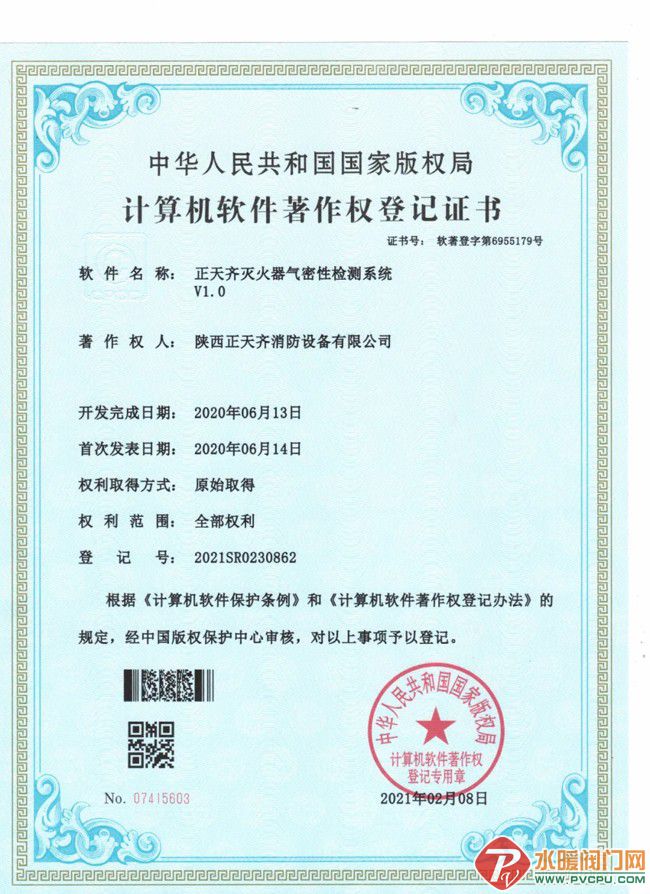 中华人民共和国国家版权局
计算机软件著作权登记证书
证书号： 软著登字第6955179号
软件名称： 正天齐灭火器气密性检测系统
V1.0
著作权人： 陕西正天齐消防设备有限公司
开发完成日期： 2020年06月13日
首次发表日期： 2020年06月14日
权利取得方式： 原始取得
权利范围： 全部权利
登记号： 2021SR0230862
根据《计算机软件保护条例》和《计算机软件著作权登记办法》的
规定，经中国版权保护中心审核，对以上事项予以登记。
中华人民共和国国家版权局
计算机软件著作权
登记专用章
No. 07415603
2021年02月08日
水暖阀门网
www.PVCPU.com